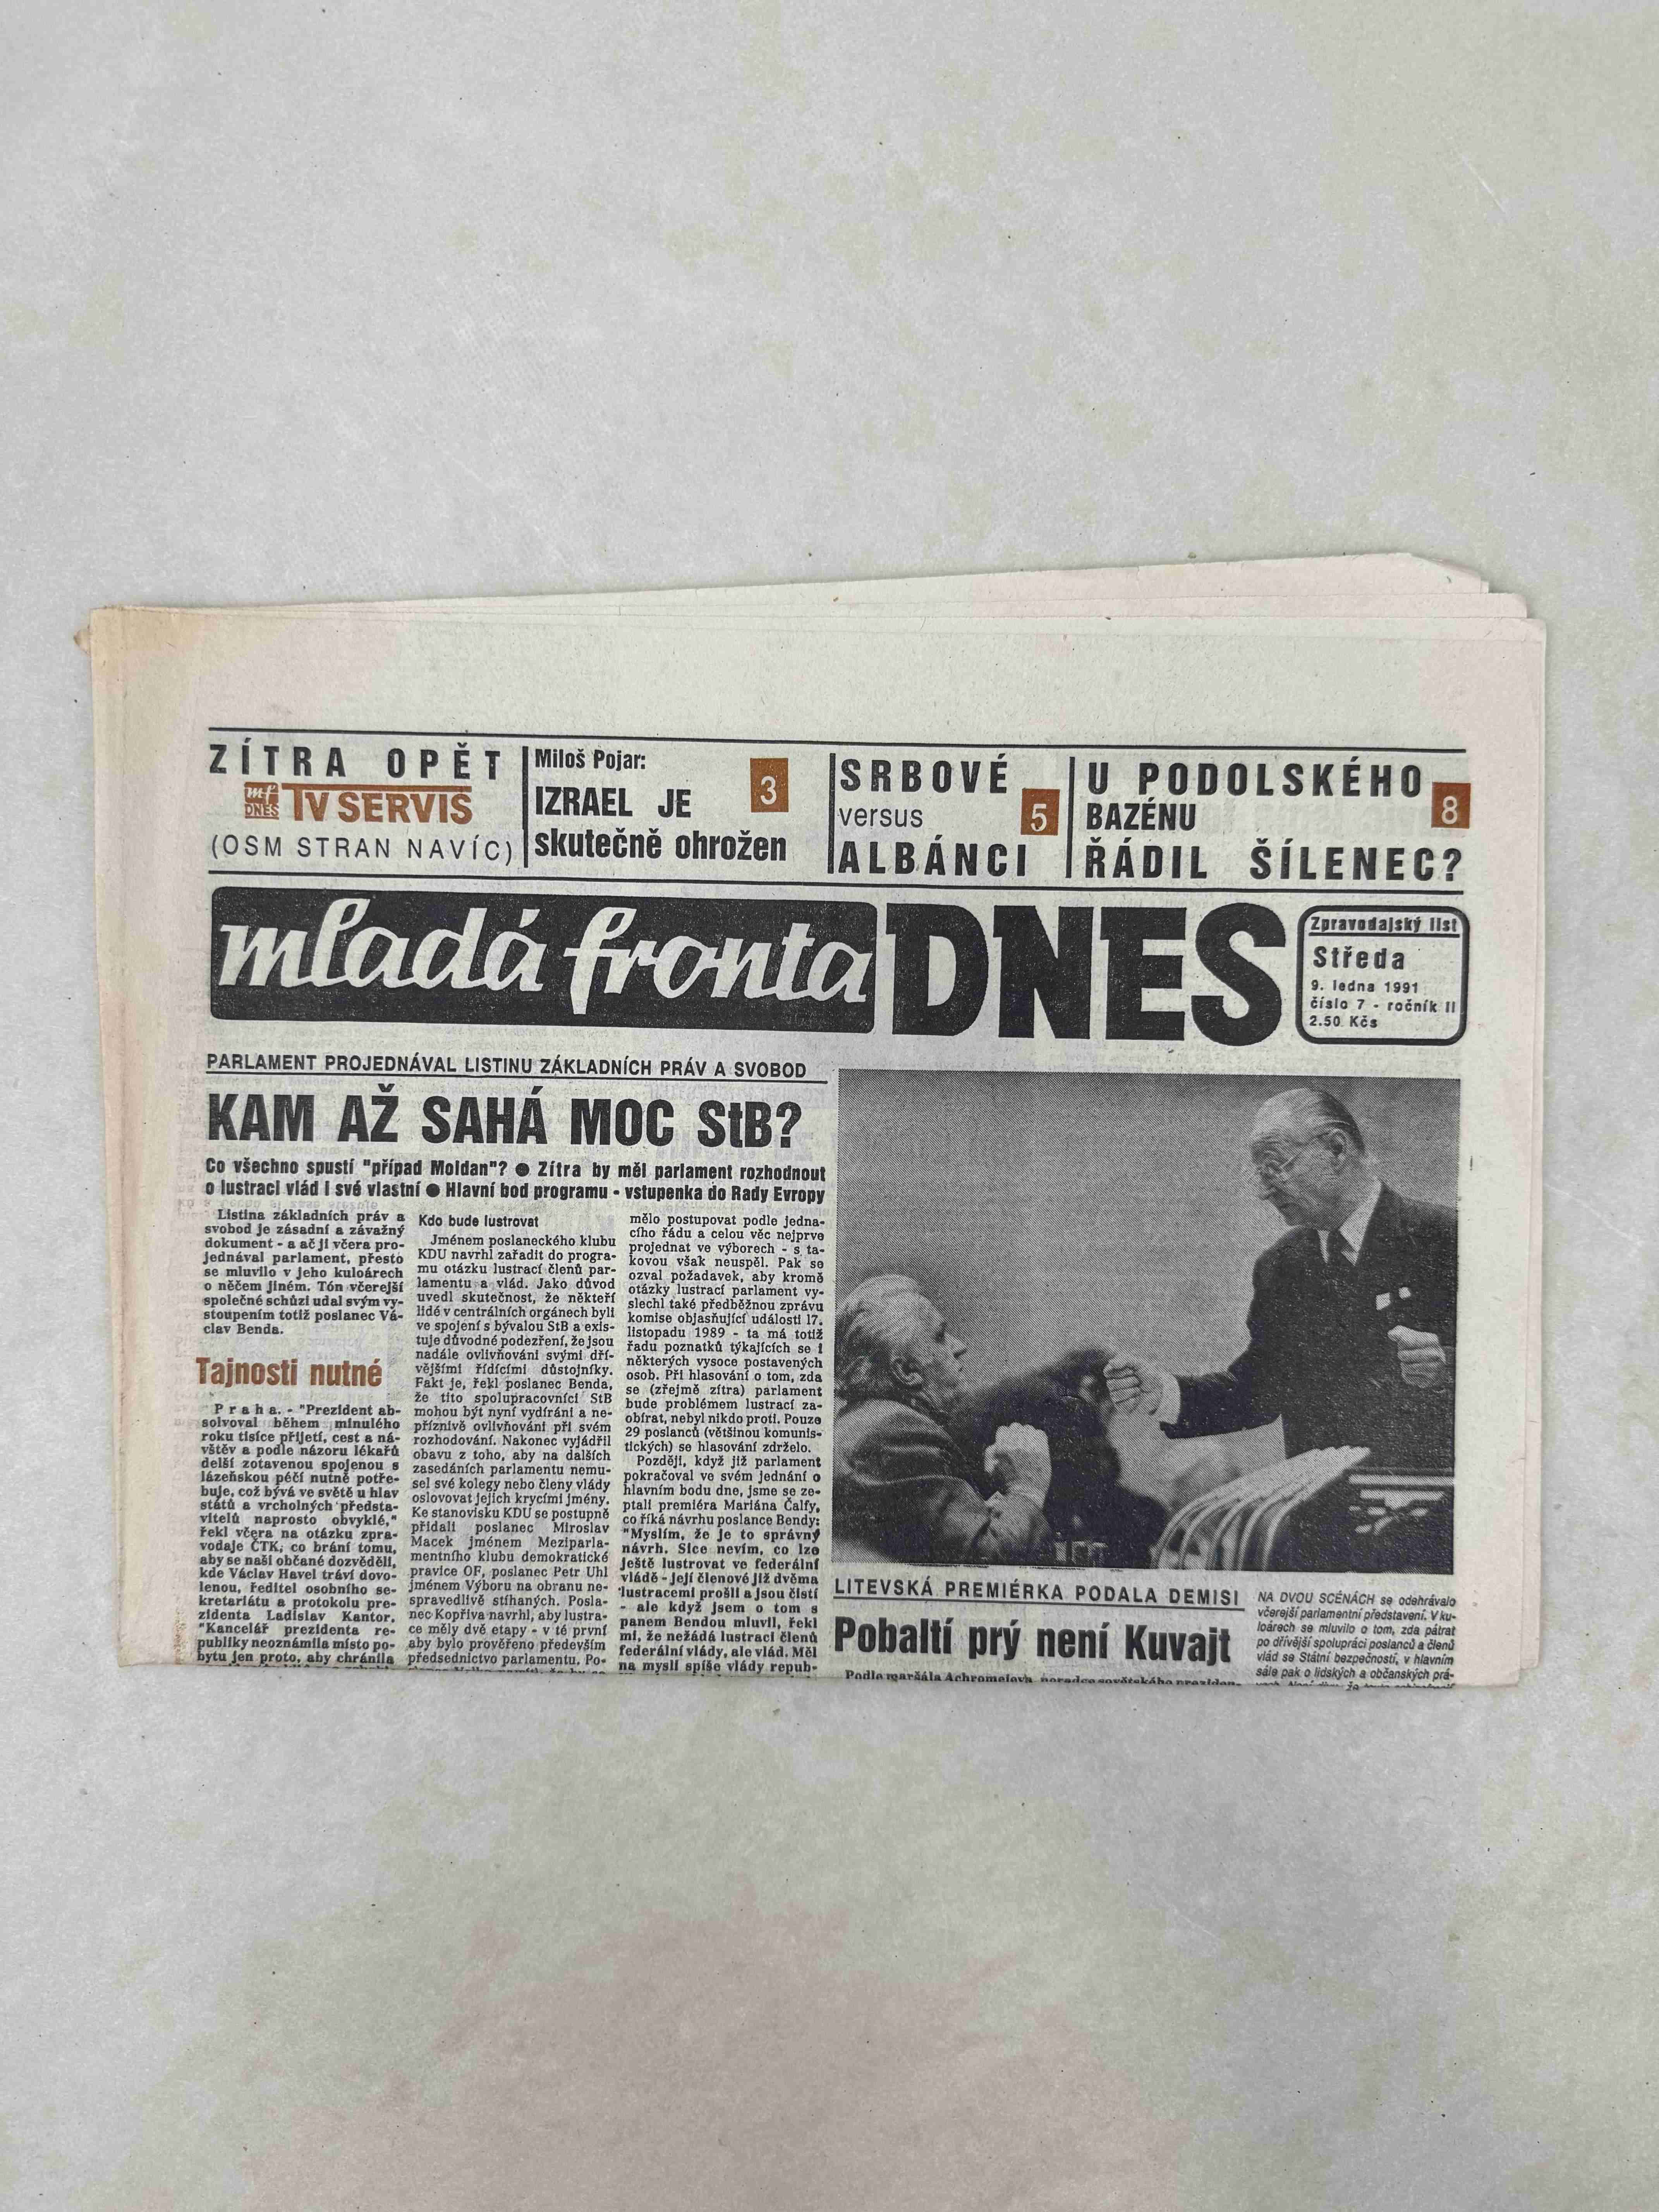 ZÍTRA OPĚT
mf DNES TV SERVIS
(OSM STRAN NAVÍC)
Miloš Pojar:
IZRAEL JE 3
skutečně ohrožen
SRBOVÉ
versus 5
ALBÁNCI
U PODOLSKÉHO
BAZÉNU 8
ŘÁDIL ŠÍLENEC?
mladá fronta DNES
Zpravodajský list
Středa
9. ledna 1991
číslo 7 - ročník II
2.50 Kčs
PARLAMENT PROJEDNÁVAL LISTINU ZÁKLADNÍCH PRÁV A SVOBOD
KAM AŽ SAHÁ MOC StB?
Co všechno spustí "případ Moldan"? ● Zítra by měl parlament rozhodnout
o lustraci vlád i své vlastní ● Hlavní bod programu - vstupenka do Rady Evropy
Listina základních práv a
svobod je zásadní a závažný
dokument - a ač ji včera pro-
jednával parlament, přesto
se mluvilo v jeho kuloárech
o něčem jiném. Tón včerejší
společné schůzi udal svým vy-
stoupením totiž poslanec Vá-
clav Benda.
Tajnosti nutné
Praha. - "Prezident ab-
solvoval během minulého
roku tisíce přijetí, cest a ná-
vštěv a podle názoru lékařů
delší zotavenou spojenou s
lázeňskou péčí nutně potře-
buje, což bývá ve světě u hlav
států a vrcholných představ-
vitelů naprosto obvyklé,"
řekl včera na otázku zpra-
vodaje ČTK, co brání tomu,
aby se naši občané dozvěděli,
kde Václav Havel tráví dovo-
lenou, ředitel osobního se-
kretariátu a protokolu pre-
zidenta Ladislav Kantor.
"Kancelář prezidenta re-
publiky neoznámila místo po-
bytu jen proto, aby chránila
Kdo bude lustrovat
Jménem poslaneckého klubu
KDU navrhl zařadit do progra-
mu otázku lustrací členů par-
lamentu a vlád. Jako důvod
uvedl skutečnost, že někteří
lidé v centrálních orgánech byli
ve spojení s bývalou StB a exis-
tuje důvodné podezření, že jsou
nadále ovlivňováni svými dří-
vějšími řídícími důstojníky.
Fakt je, řekl poslanec Benda,
že tito spolupracovníci StB
mohou být nyní vydíráni a ne-
příznivě ovlivňováni při svém
rozhodování. Nakonec vyjádřil
obavu z toho, aby na dalších
zasedáních parlamentu nemu-
sel své kolegy nebo členy vlády
oslovovat jejich krycími jmény.
Ke stanovisku KDU se postupně
přidali poslanec Miroslav
Macek jménem Meziparla-
mentního klubu demokratické
pravice OF, poslanec Petr Uhl
jménem Výboru na obranu ne-
spravedlivě stíhaných. Posla-
nec Kopřiva navrhl, aby lustra-
ce měly dvě etapy - v té první
aby bylo prověřeno především
předsednictvo parlamentu. Po-
mělo postupovat podle jedna-
cího řádu a celou věc nejprve
projednat ve výborech - s ta-
kovou však neuspěl. Pak se
ozval požadavek, aby kromě
otázky lustrací parlament vy-
slechl také předběžnou zprávu
komise objasňující události 17.
listopadu 1989 - ta má totiž
řadu poznatků týkajících se i
některých vysoce postavených
osob. Při hlasování o tom, zda
se (zřejmě zítra) parlament
bude problémem lustrací za-
obírat, nebyl nikdo proti. Pouze
29 poslanců (většinou komunis-
tických) se hlasování zdrželo.
Později, když již parlament
pokračoval ve svém jednání o
hlavním bodu dne, jsme se ze-
ptali premiéra Mariána Čalfy,
co říká návrhu poslance Bendy:
"Myslím, že je to správný
návrh. Sice nevím, co lze
ještě lustrovat ve federální
vládě - její členové již dvěma
lustracemi prošli a jsou čistí
- ale když jsem o tom s
panem Bendou mluvil, řekl
mi, že nežádá lustraci členů
federální vlády, ale vlád. Měl
na mysli spíše vlády repub-
LITEVSKÁ PREMIÉRKA PODALA DEMISI
Pobaltí prý není Kuvajt
Podle maršála Achromejeva, poradce sovětského preziden-
NA DVOU SCÉNÁCH se odehrávalo
včerejší parlamentní představení. V ku-
loárech se mluvilo o tom, zda pátrat
po dřívější spolupráci poslanců a členů
vlád se Státní bezpečností, v hlavním
sále pak o lidských a občanských prá-